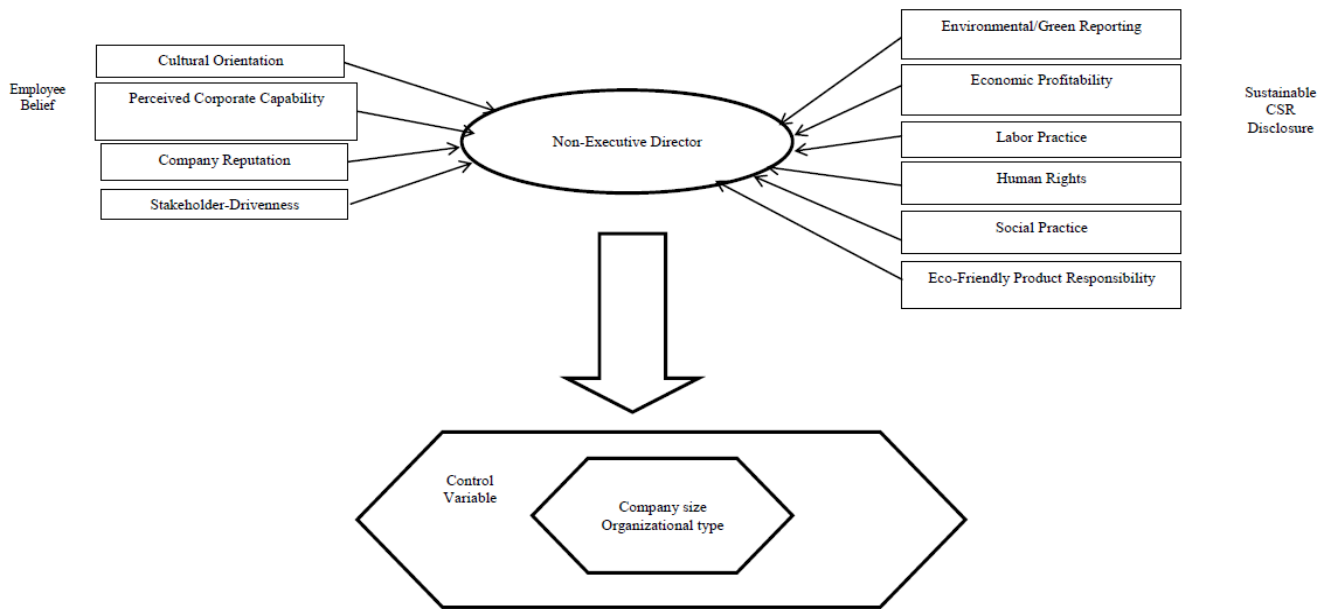 Employee
Belief
Cultural Orientation
Perceived Corporate Capability
Company Reputation
Stakeholder-Drivenness
Non-Executive Director
Environmental/Green Reporting
Economic Profitability
Labor Practice
Human Rights
Social Practice
Eco-Friendly Product Responsibility
Sustainable
CSR
Disclosure
Control
Variable
Company size
Organizational type